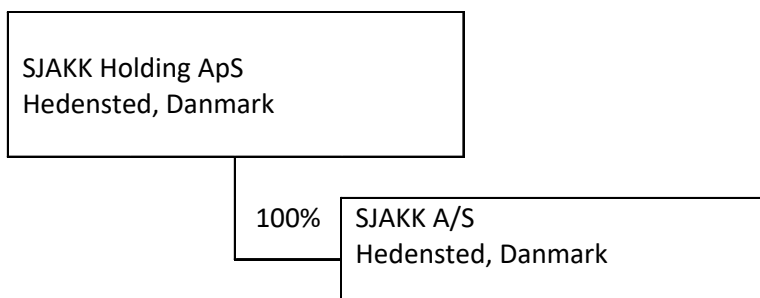 SJAKK Holding ApS
Hedensted, Danmark
100%
SJAKK A/S
Hedensted, Danmark